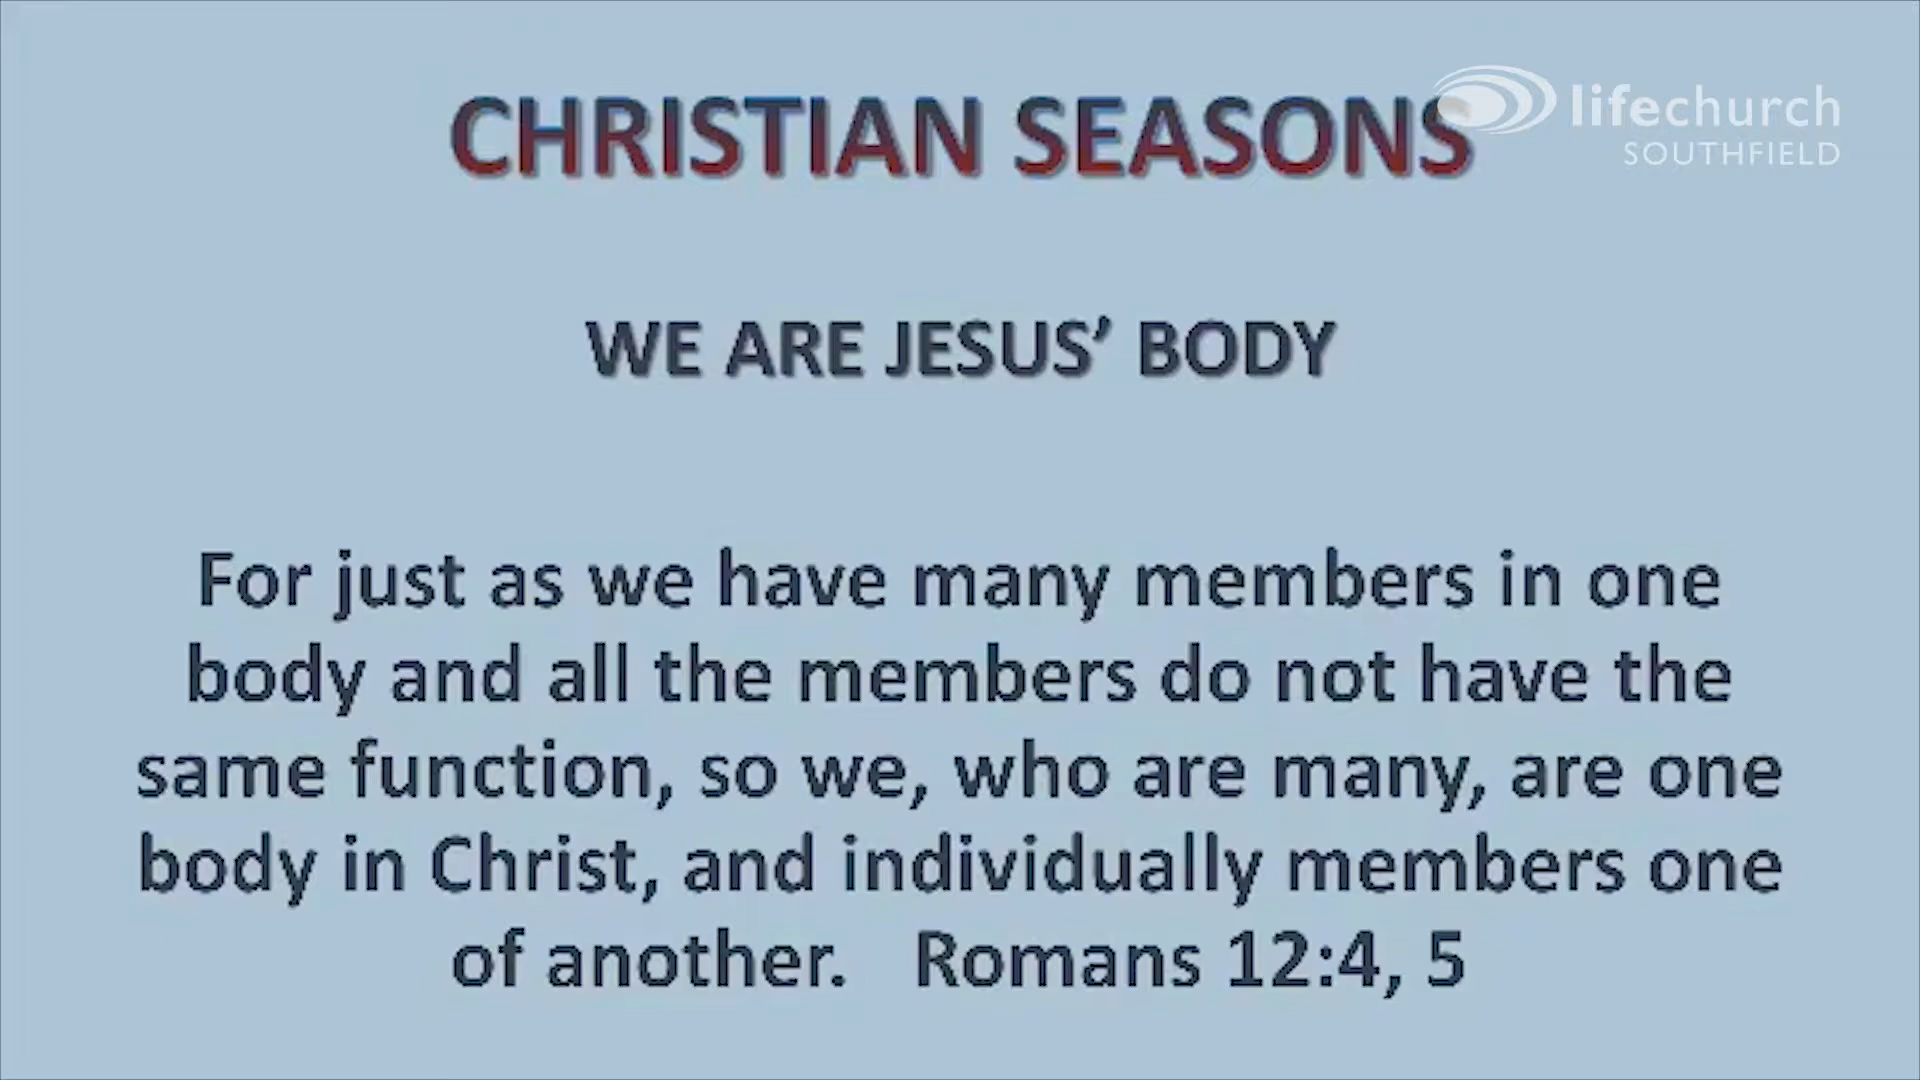 CHRISTIAN SEASONS
lifechurch
SOUTHFIELD
WE ARE JESUS’ BODY
For just as we have many members in one
body and all the members do not have the
same function, so we, who are many, are one
body in Christ, and individually members one
of another.   Romans 12:4, 5